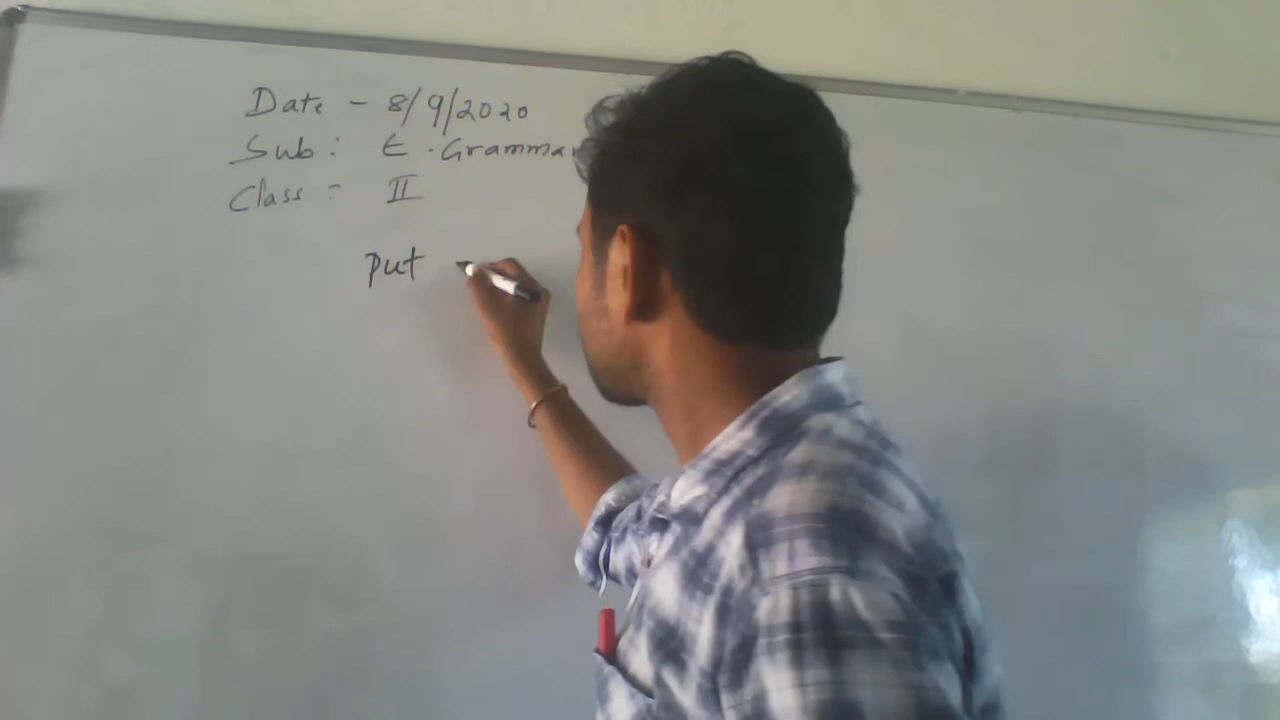 Date - 8/9/2020
Sub : E . Gramma
Class : II
put